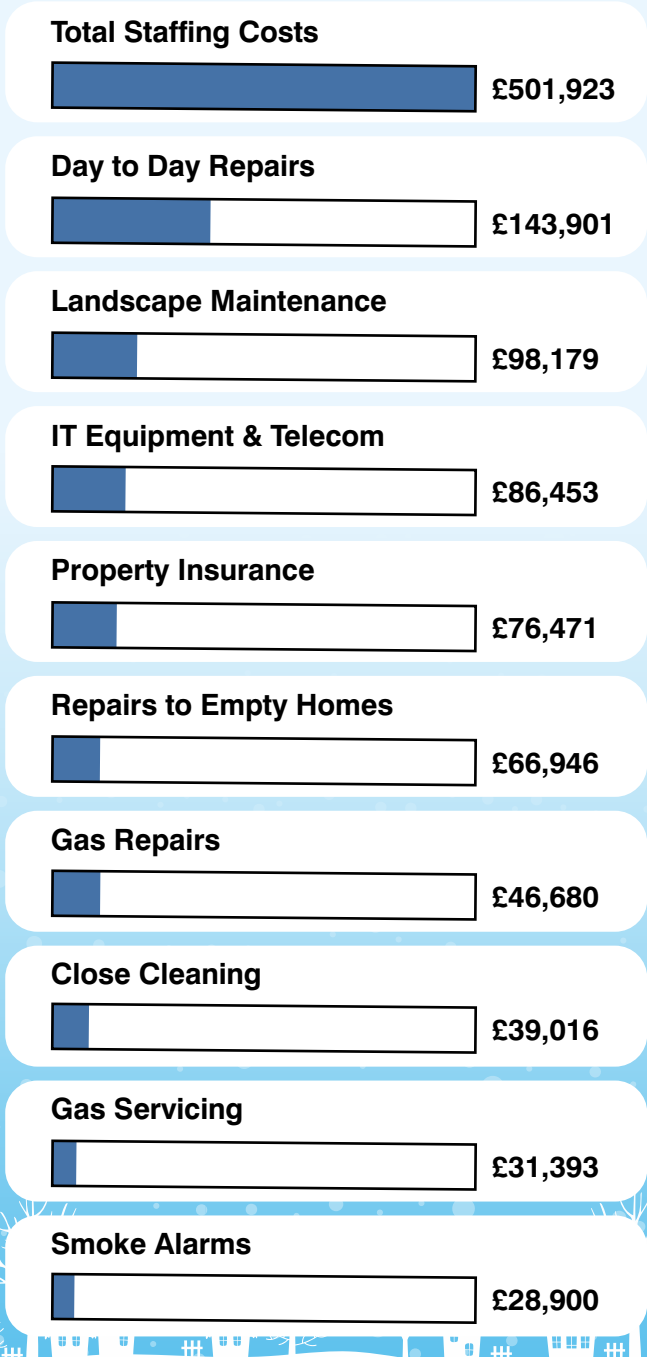 Total Staffing Costs
£501,923
Day to Day Repairs
£143,901
Landscape Maintenance
£98,179
IT Equipment & Telecom
£86,453
Property Insurance
£76,471
Repairs to Empty Homes
£66,946
Gas Repairs
£46,680
Close Cleaning
£39,016
Gas Servicing
£31,393
Smoke Alarms
£28,900